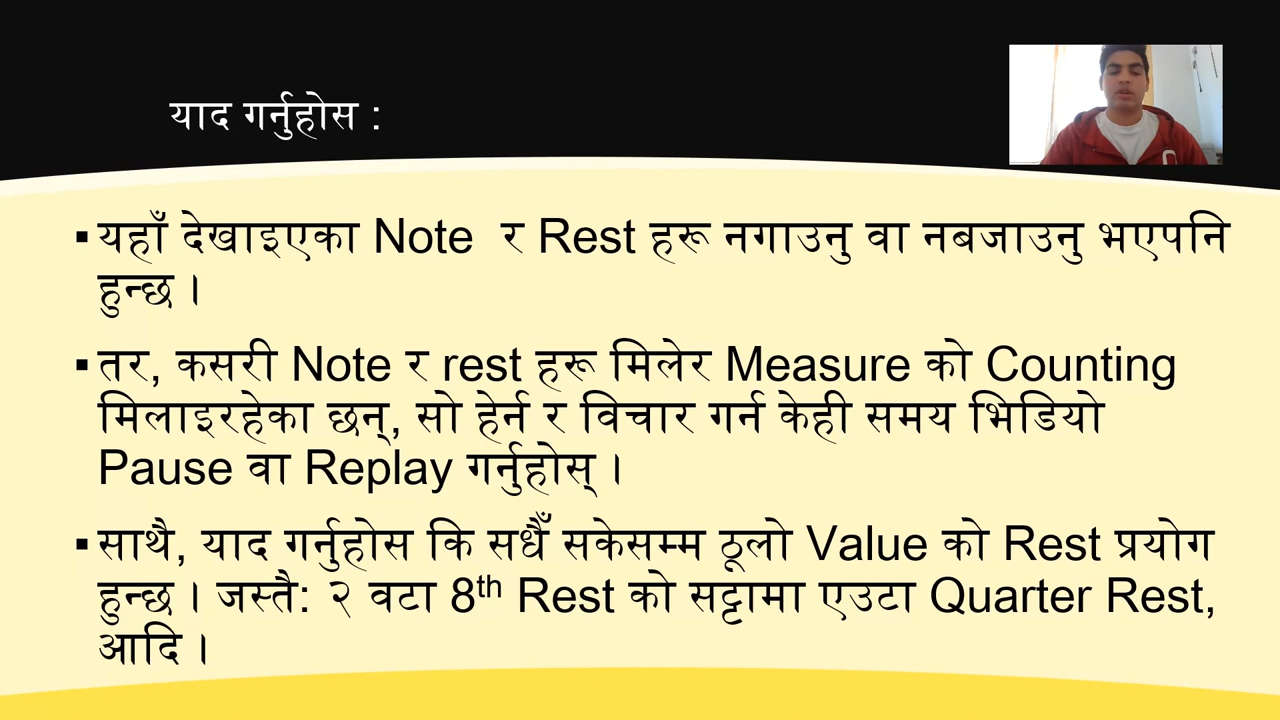 याद गर्नुहोस :
▪ यहाँ देखाइएका Note र Rest हरू नगाउनु वा नबजाउनु भएपनि
हुन्छ ।
▪ तर, कसरी Note र rest हरू मिलेर Measure को Counting
मिलाइरहेका छन्, सो हेर्न र विचार गर्न केही समय भिडियो
Pause वा Replay गर्नुहोस् ।
▪ साथै, याद गर्नुहोस कि सधैँ सकेसम्म ठूलो Value को Rest प्रयोग
हुन्छ । जस्तै: २ वटा 8th Rest को सट्टामा एउटा Quarter Rest,
आदि ।